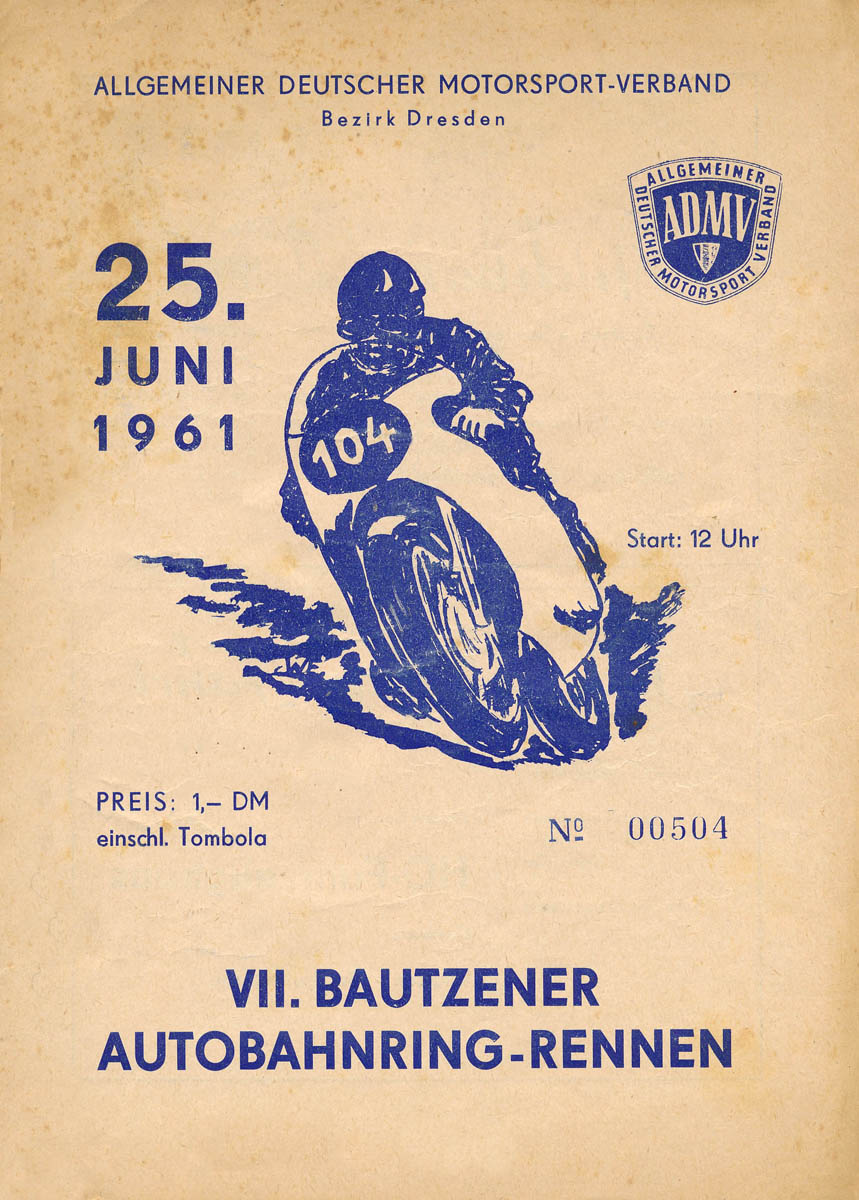 ALLGEMEINER DEUTSCHER MOTORSPORT-VERBAND
Bezirk Dresden
ALLGEMEINER
DEUTSCHER MOTORSPORT VERBAND
ADMV
25.
JUNI
1961
104
Start: 12 Uhr
PREIS: 1,– DM
einschl. Tombola
Nº 00504
VII. BAUTZENER
AUTOBAHNRING-RENNEN